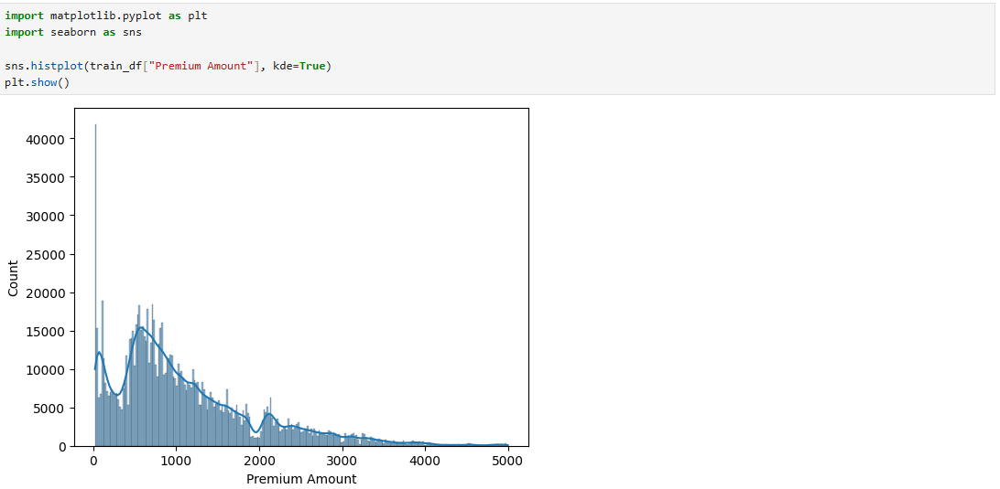 import matplotlib.pyplot as plt
import seaborn as sns
sns.histplot(train_df["Premium Amount"], kde=True)
plt.show()
40000
35000
30000
25000
20000
15000
10000
5000
0
Count
0 1000 2000 3000 4000 5000
Premium Amount